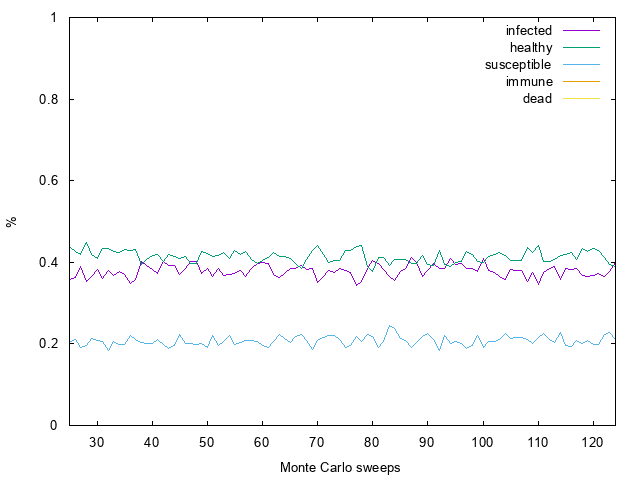 1
infected
healthy
susceptible
immune
dead
0.8
0.6
%
0.4
0.2
0
30 40 50 60 70 80 90 100 110 120
Monte Carlo sweeps